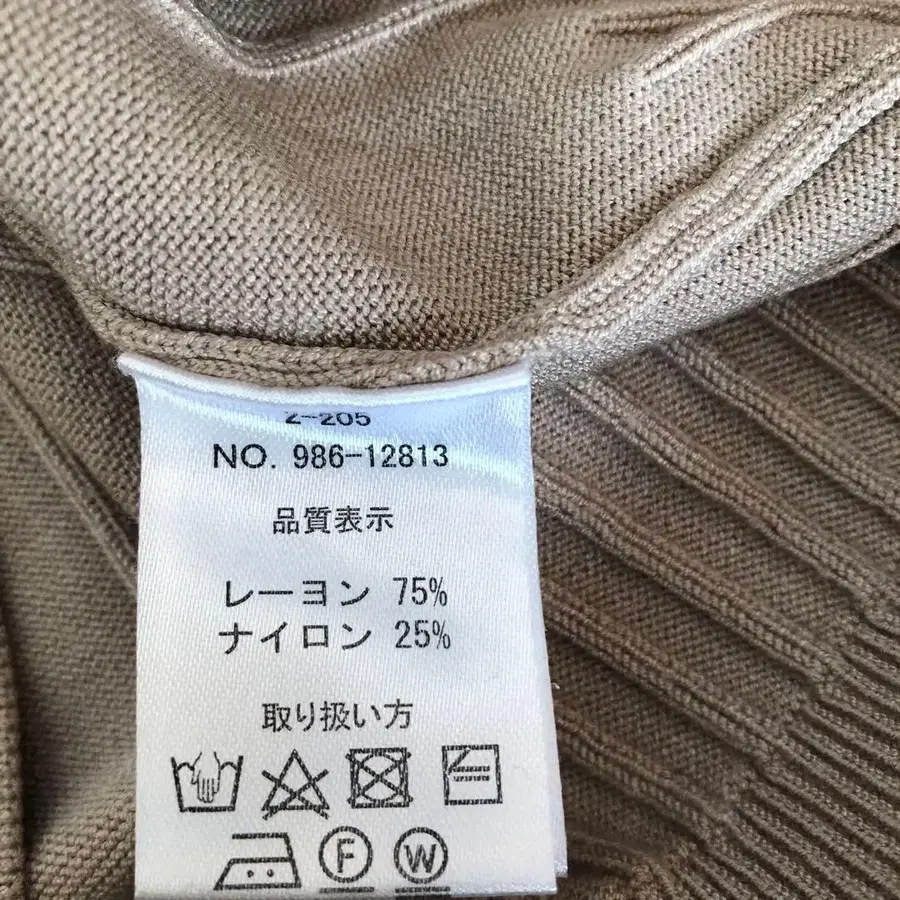 2-205
NO. 986-12813
品質表示
レーヨン 75%
ナイロン 25%
取り扱い方
F W